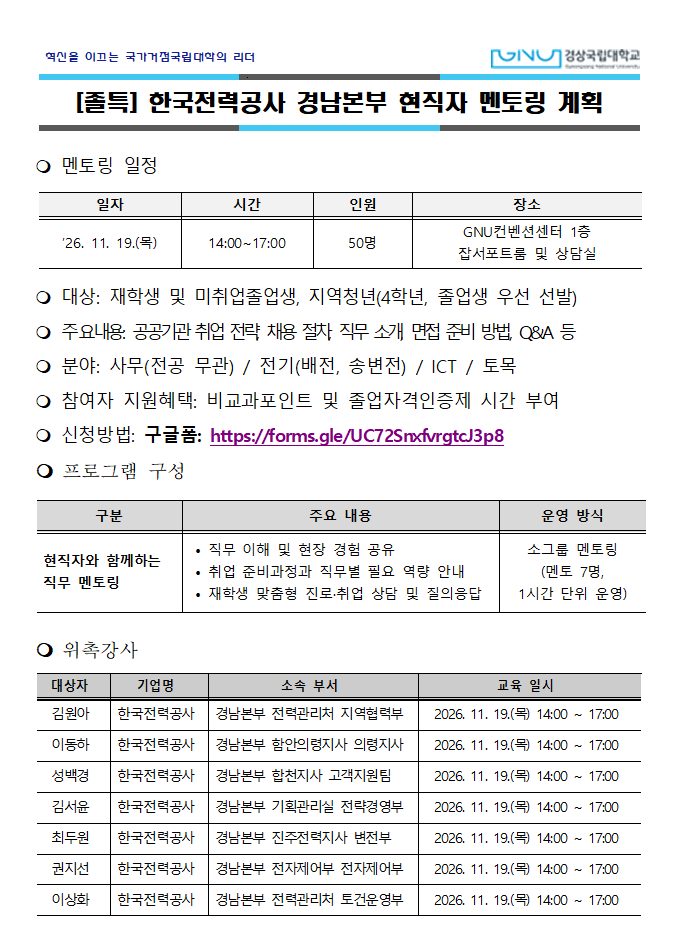 혁신을 이끄는 국가거점국립대학의 리더
GNU 경상국립대학교
Gyeongsang National University
[졸특] 한국전력공사 경남본부 현직자 멘토링 계획
❍ 멘토링 일정
일자 시간 인원 장소
'26. 11. 19.(목) 14:00~17:00 50명 GNU컨벤션센터 1층
잡서포트룸 및 상담실
❍ 대상: 재학생 및 미취업졸업생, 지역청년(4학년, 졸업생 우선 선발)
❍ 주요내용: 공공기관 취업 전략, 채용 절차, 직무 소개, 면접 준비 방법, Q&A 등
❍ 분야: 사무(전공 무관) / 전기(배전, 송변전) / ICT / 토목
❍ 참여자 지원혜택: 비교과포인트 및 졸업자격인증제 시간 부여
❍ 신청방법: 구글폼: https://forms.gle/UC72SnxfvrgtcJ3p8
❍ 프로그램 구성
구분 주요 내용 운영 방식
현직자와 함께하는
직무 멘토링
• 직무 이해 및 현장 경험 공유
• 취업 준비과정과 직무별 필요 역량 안내
• 재학생 맞춤형 진로·취업 상담 및 질의응답
소그룹 멘토링
(멘토 7명,
1시간 단위 운영)
❍ 위촉강사
대상자 기업명 소속 부서 교육 일시
김원아 한국전력공사 경남본부 전력관리처 지역협력부 2026. 11. 19.(목) 14:00 ~ 17:00
이동하 한국전력공사 경남본부 함안의령지사 의령지사 2026. 11. 19.(목) 14:00 ~ 17:00
성백경 한국전력공사 경남본부 합천지사 고객지원팀 2026. 11. 19.(목) 14:00 ~ 17:00
김서윤 한국전력공사 경남본부 기획관리실 전략경영부 2026. 11. 19.(목) 14:00 ~ 17:00
최두원 한국전력공사 경남본부 진주전력지사 변전부 2026. 11. 19.(목) 14:00 ~ 17:00
권지선 한국전력공사 경남본부 전자제어부 전자제어부 2026. 11. 19.(목) 14:00 ~ 17:00
이상화 한국전력공사 경남본부 전력관리처 토건운영부 2026. 11. 19.(목) 14:00 ~ 17:00